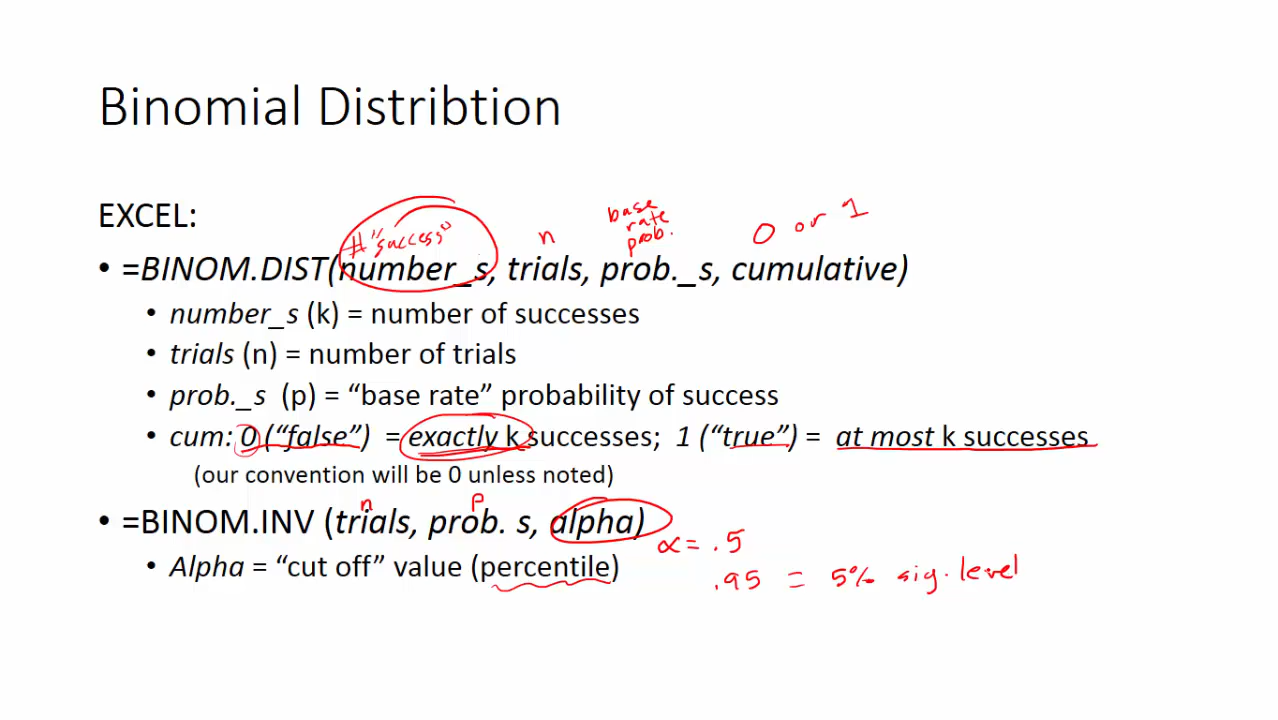 Binomial Distribtion
EXCEL:
base
rate
prob.
# "success"
n
0 or 1
• =BINOM.DIST(number_s, trials, prob._s, cumulative)
• number_s (k) = number of successes
• trials (n) = number of trials
• prob._s (p) = “base rate” probability of success
• cum: 0 (“false”) = exactly k successes; 1 (“true”) = at most k successes
(our convention will be 0 unless noted)
n
p
• =BINOM.INV (trials, prob. s, alpha)
α = .5
• Alpha = “cut off” value (percentile)
.95 = 5% sig. level